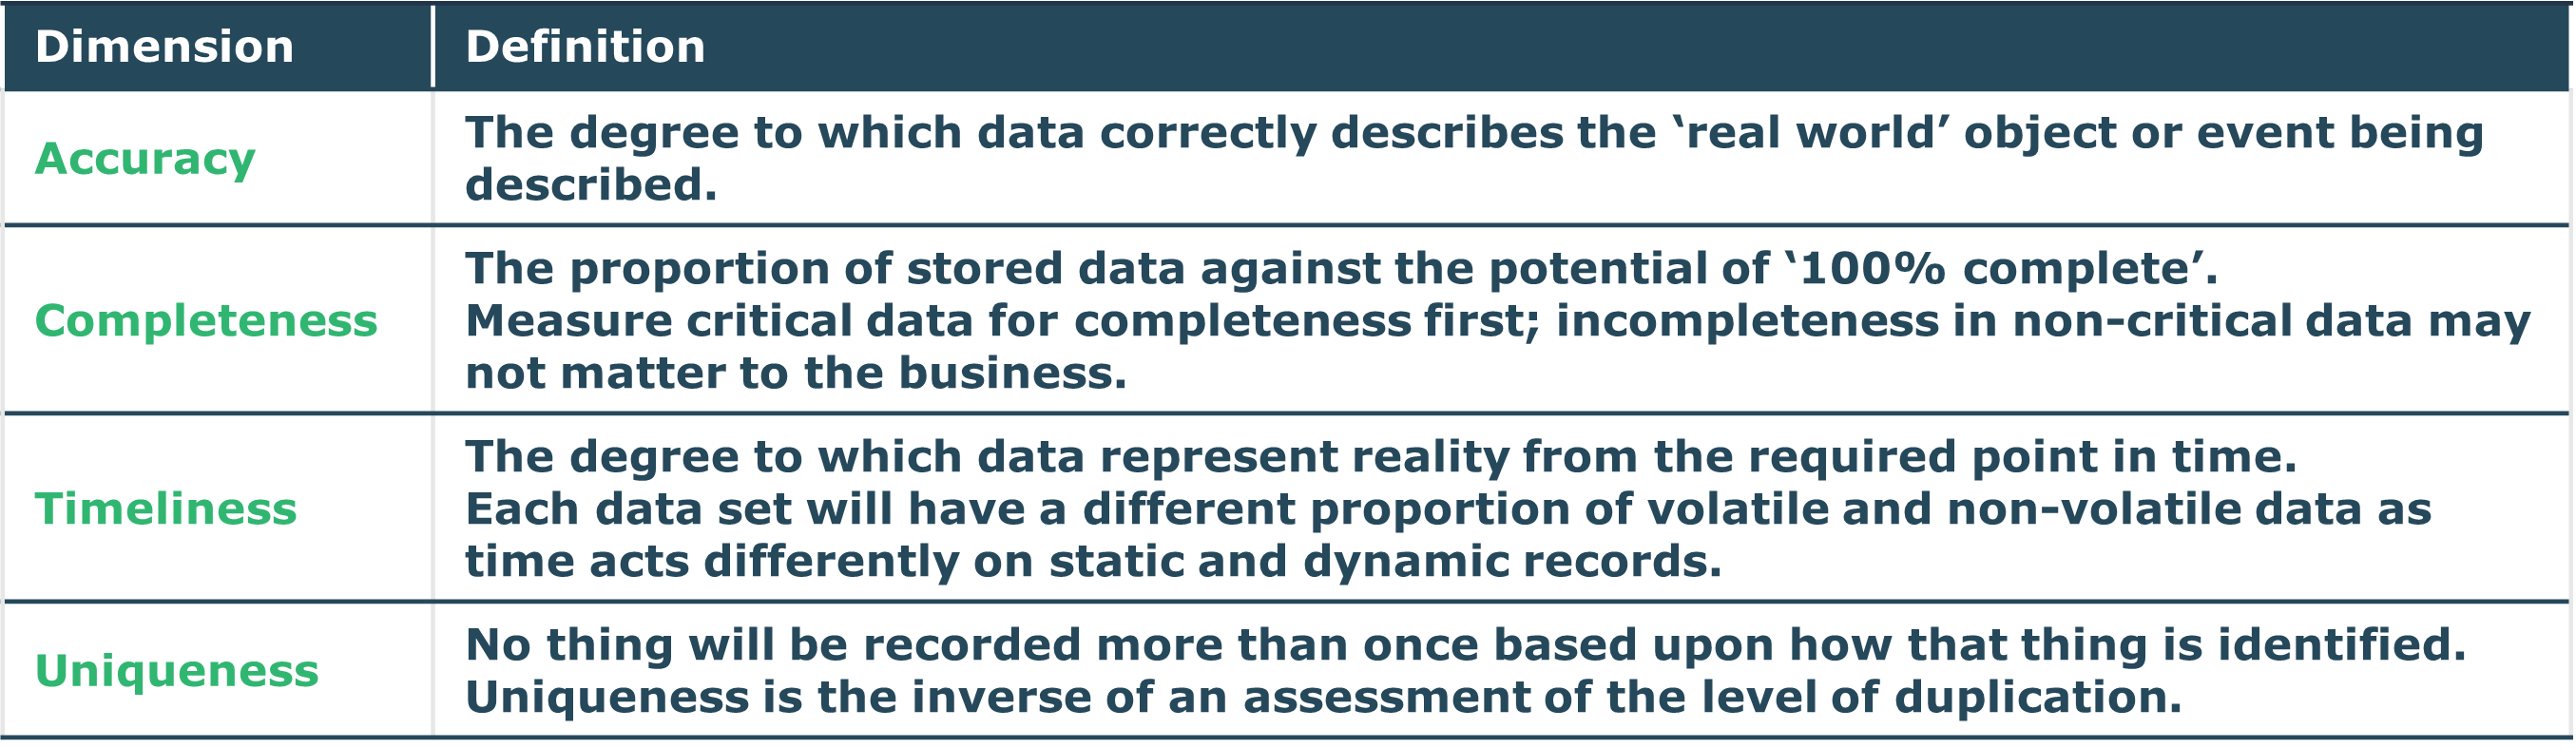 Dimension
Definition
Accuracy
The degree to which data correctly describes the ‘real world’ object or event being
described.
Completeness
The proportion of stored data against the potential of ‘100% complete’.
Measure critical data for completeness first; incompleteness in non-critical data may
not matter to the business.
Timeliness
The degree to which data represent reality from the required point in time.
Each data set will have a different proportion of volatile and non-volatile data as
time acts differently on static and dynamic records.
Uniqueness
No thing will be recorded more than once based upon how that thing is identified.
Uniqueness is the inverse of an assessment of the level of duplication.